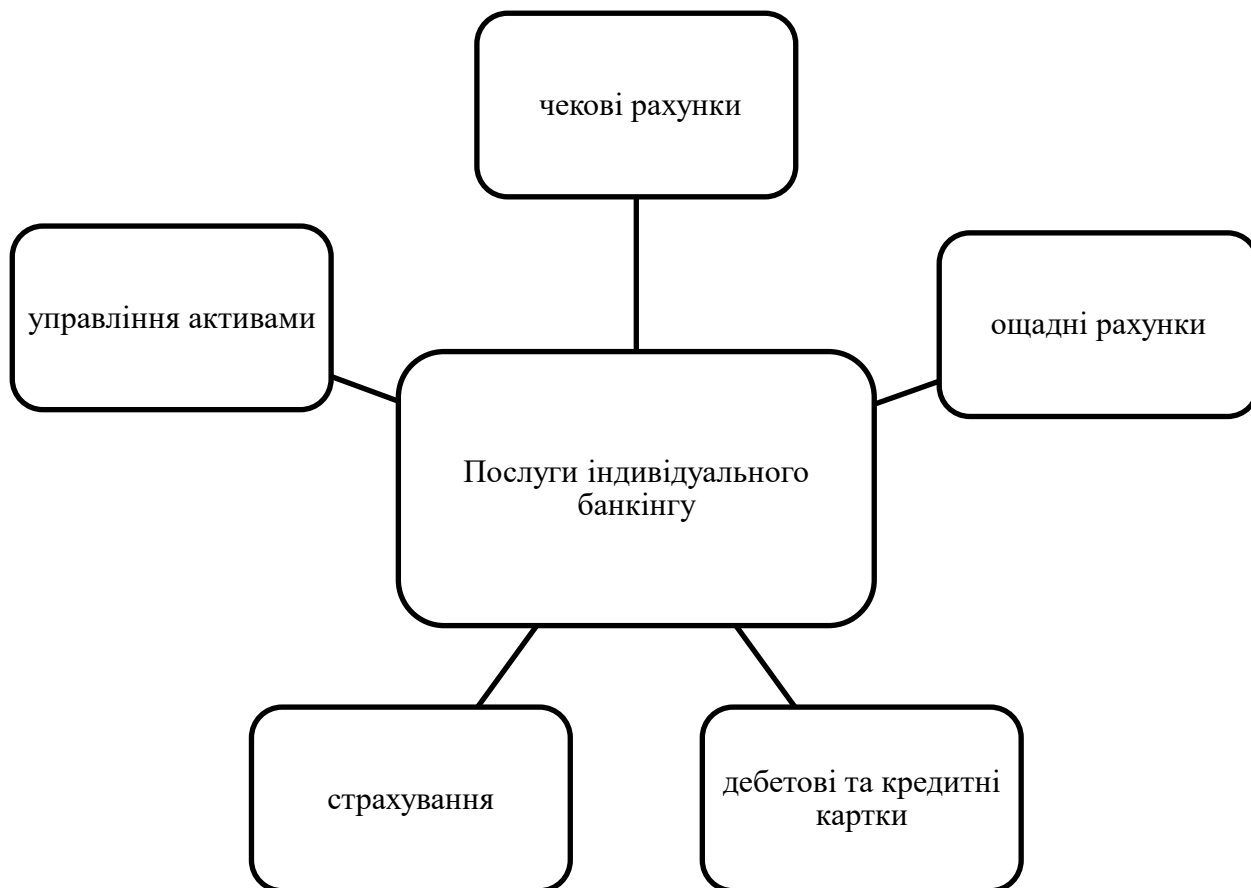 чекові рахунки
управління активами
ощадні рахунки
Послуги індивідуального
банкінгу
страхування
дебетові та кредитні
картки